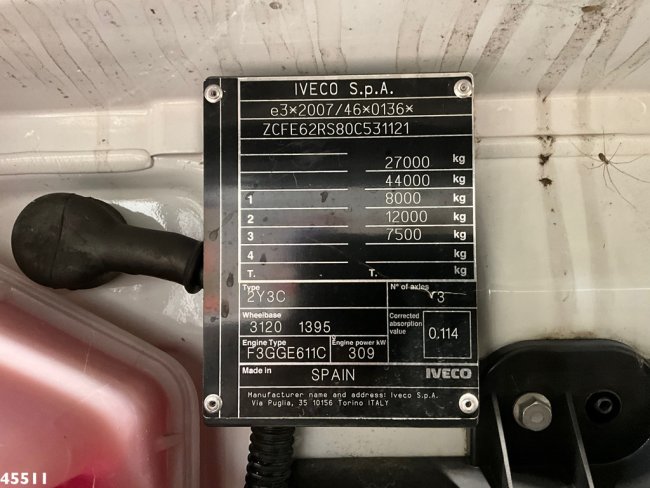 IVECO S.p.A.
e3*2007/46*0136*
ZCFE62RS80C531121
27000 kg
44000 kg
1 8000 kg
2 12000 kg
3 7500 kg
4 kg
T. T. kg
Type
2Y3C
N° of axles
3
Wheelbase
3120 1395
Corrected absorption value
0.114
Engine Type
F3GGE611C
Engine power kW
309
Made in SPAIN
IVECO
Manufacturer name and address: Iveco S.p.A.
Via Puglia, 35 10156 Torino ITALY
45511